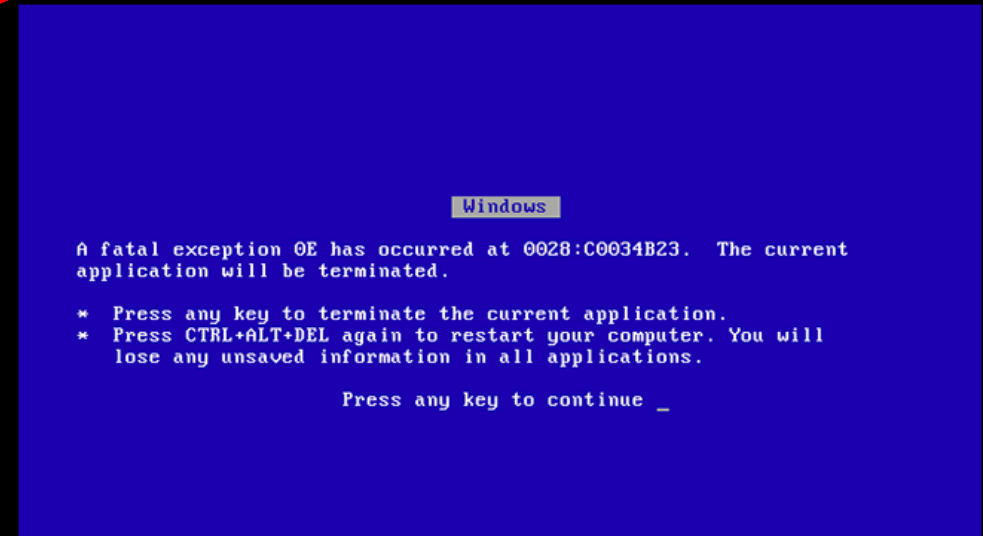 Windows
A fatal exception 0E has occurred at 0028:C0034B23. The current
application will be terminated.
* Press any key to terminate the current application.
* Press CTRL+ALT+DEL again to restart your computer. You will
lose any unsaved information in all applications.
Press any key to continue _